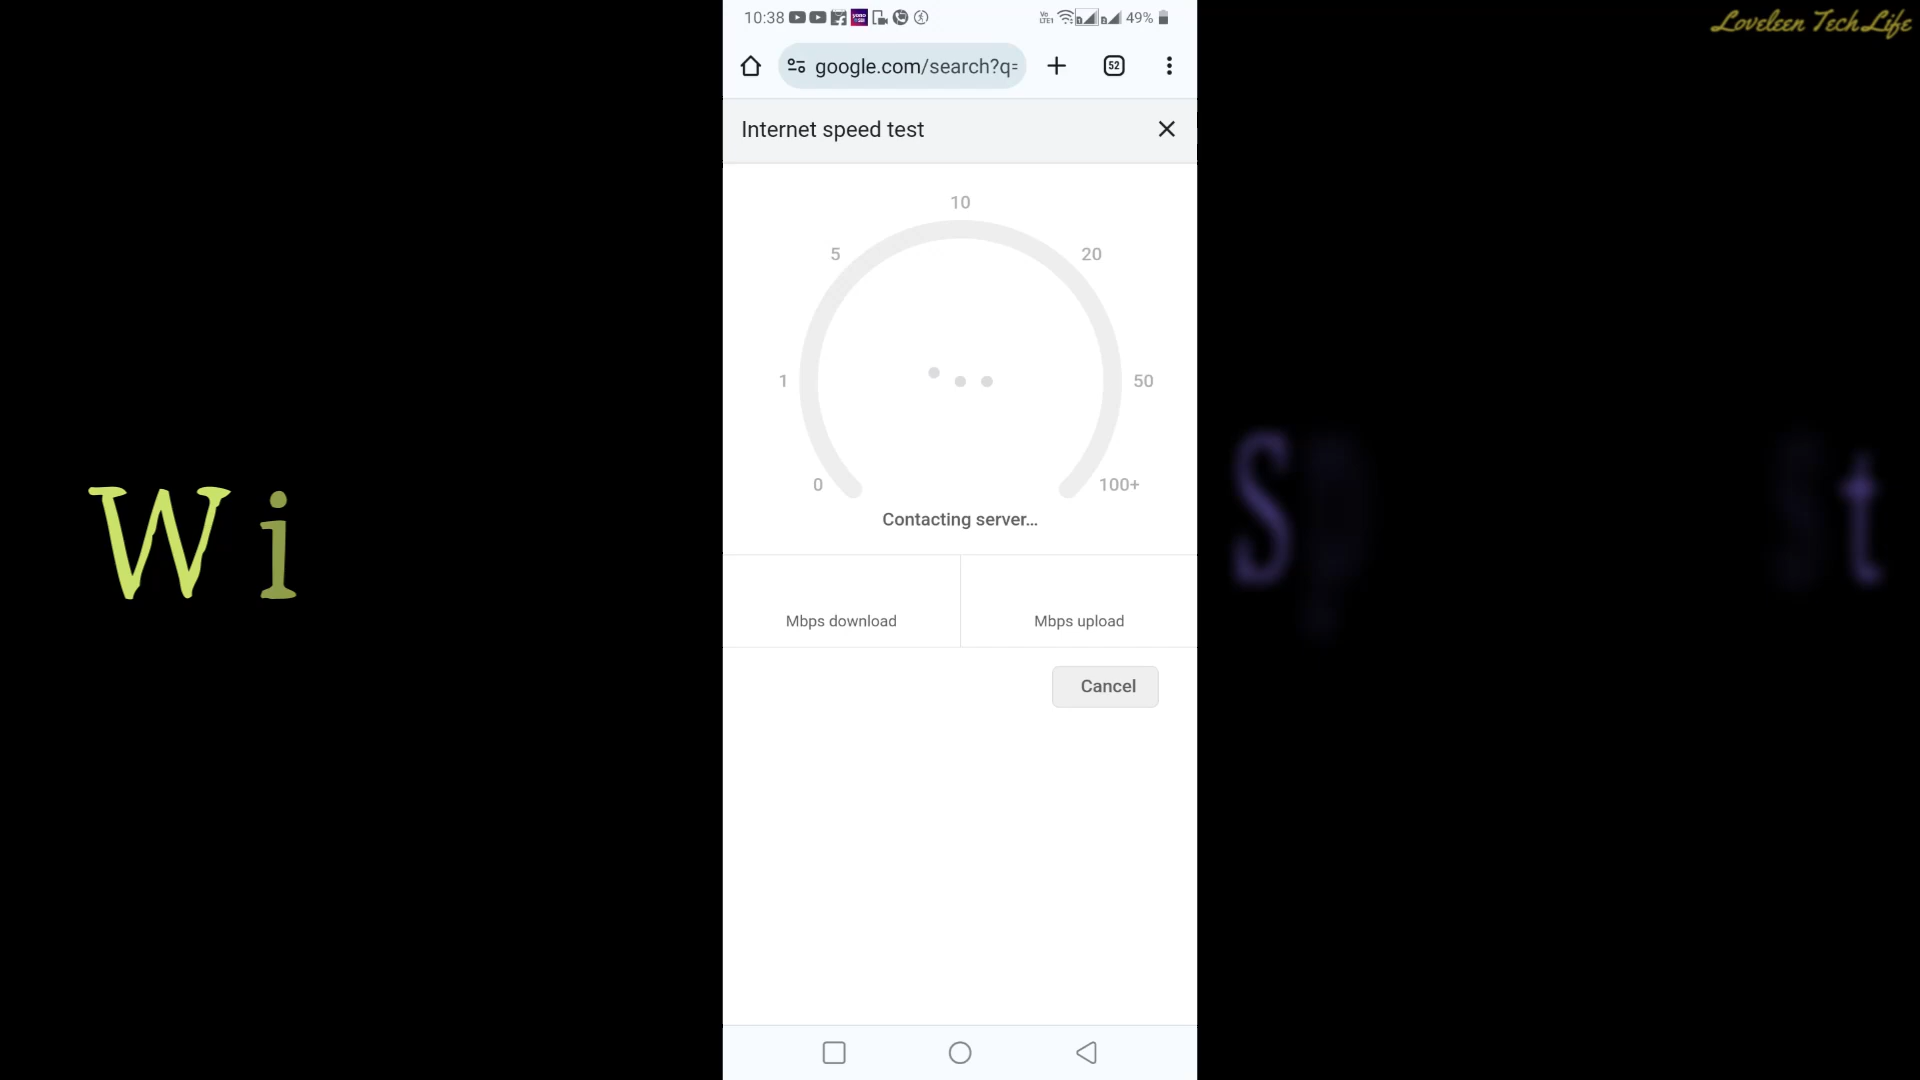 10:38 49%
Loveleen Tech Life
google.com/search?q=
52
Internet speed test
10
5
20
1
50
0
100+
Contacting server...
Wi
S
t
Mbps download
Mbps upload
Cancel